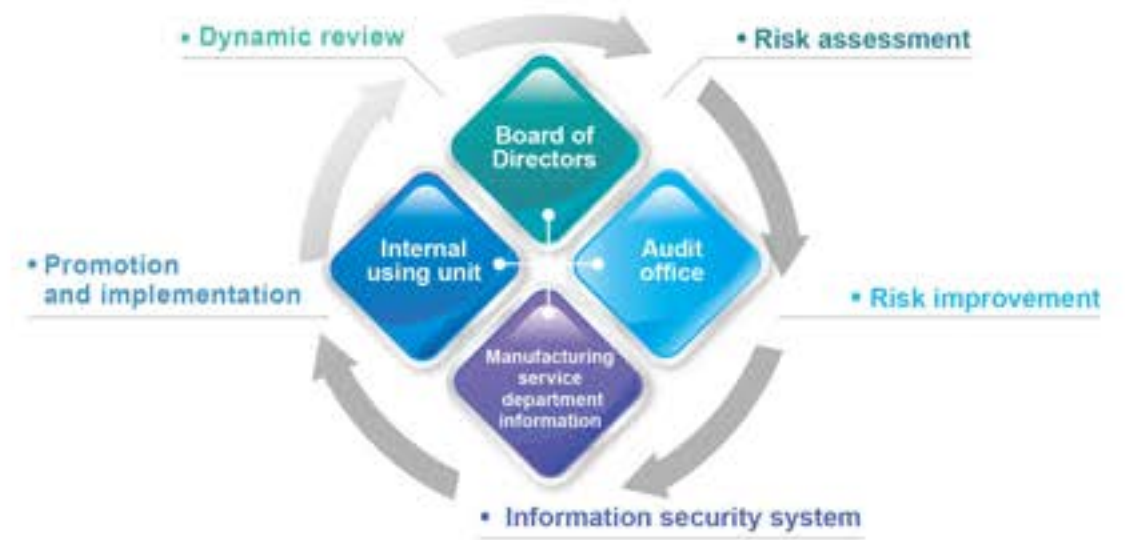 • Dynamic review
• Risk assessment
Board of
Directors
Internal
using unit
Audit
office
• Promotion
and implementation
• Risk improvement
Manufacturing
service
department
information
• Information security system